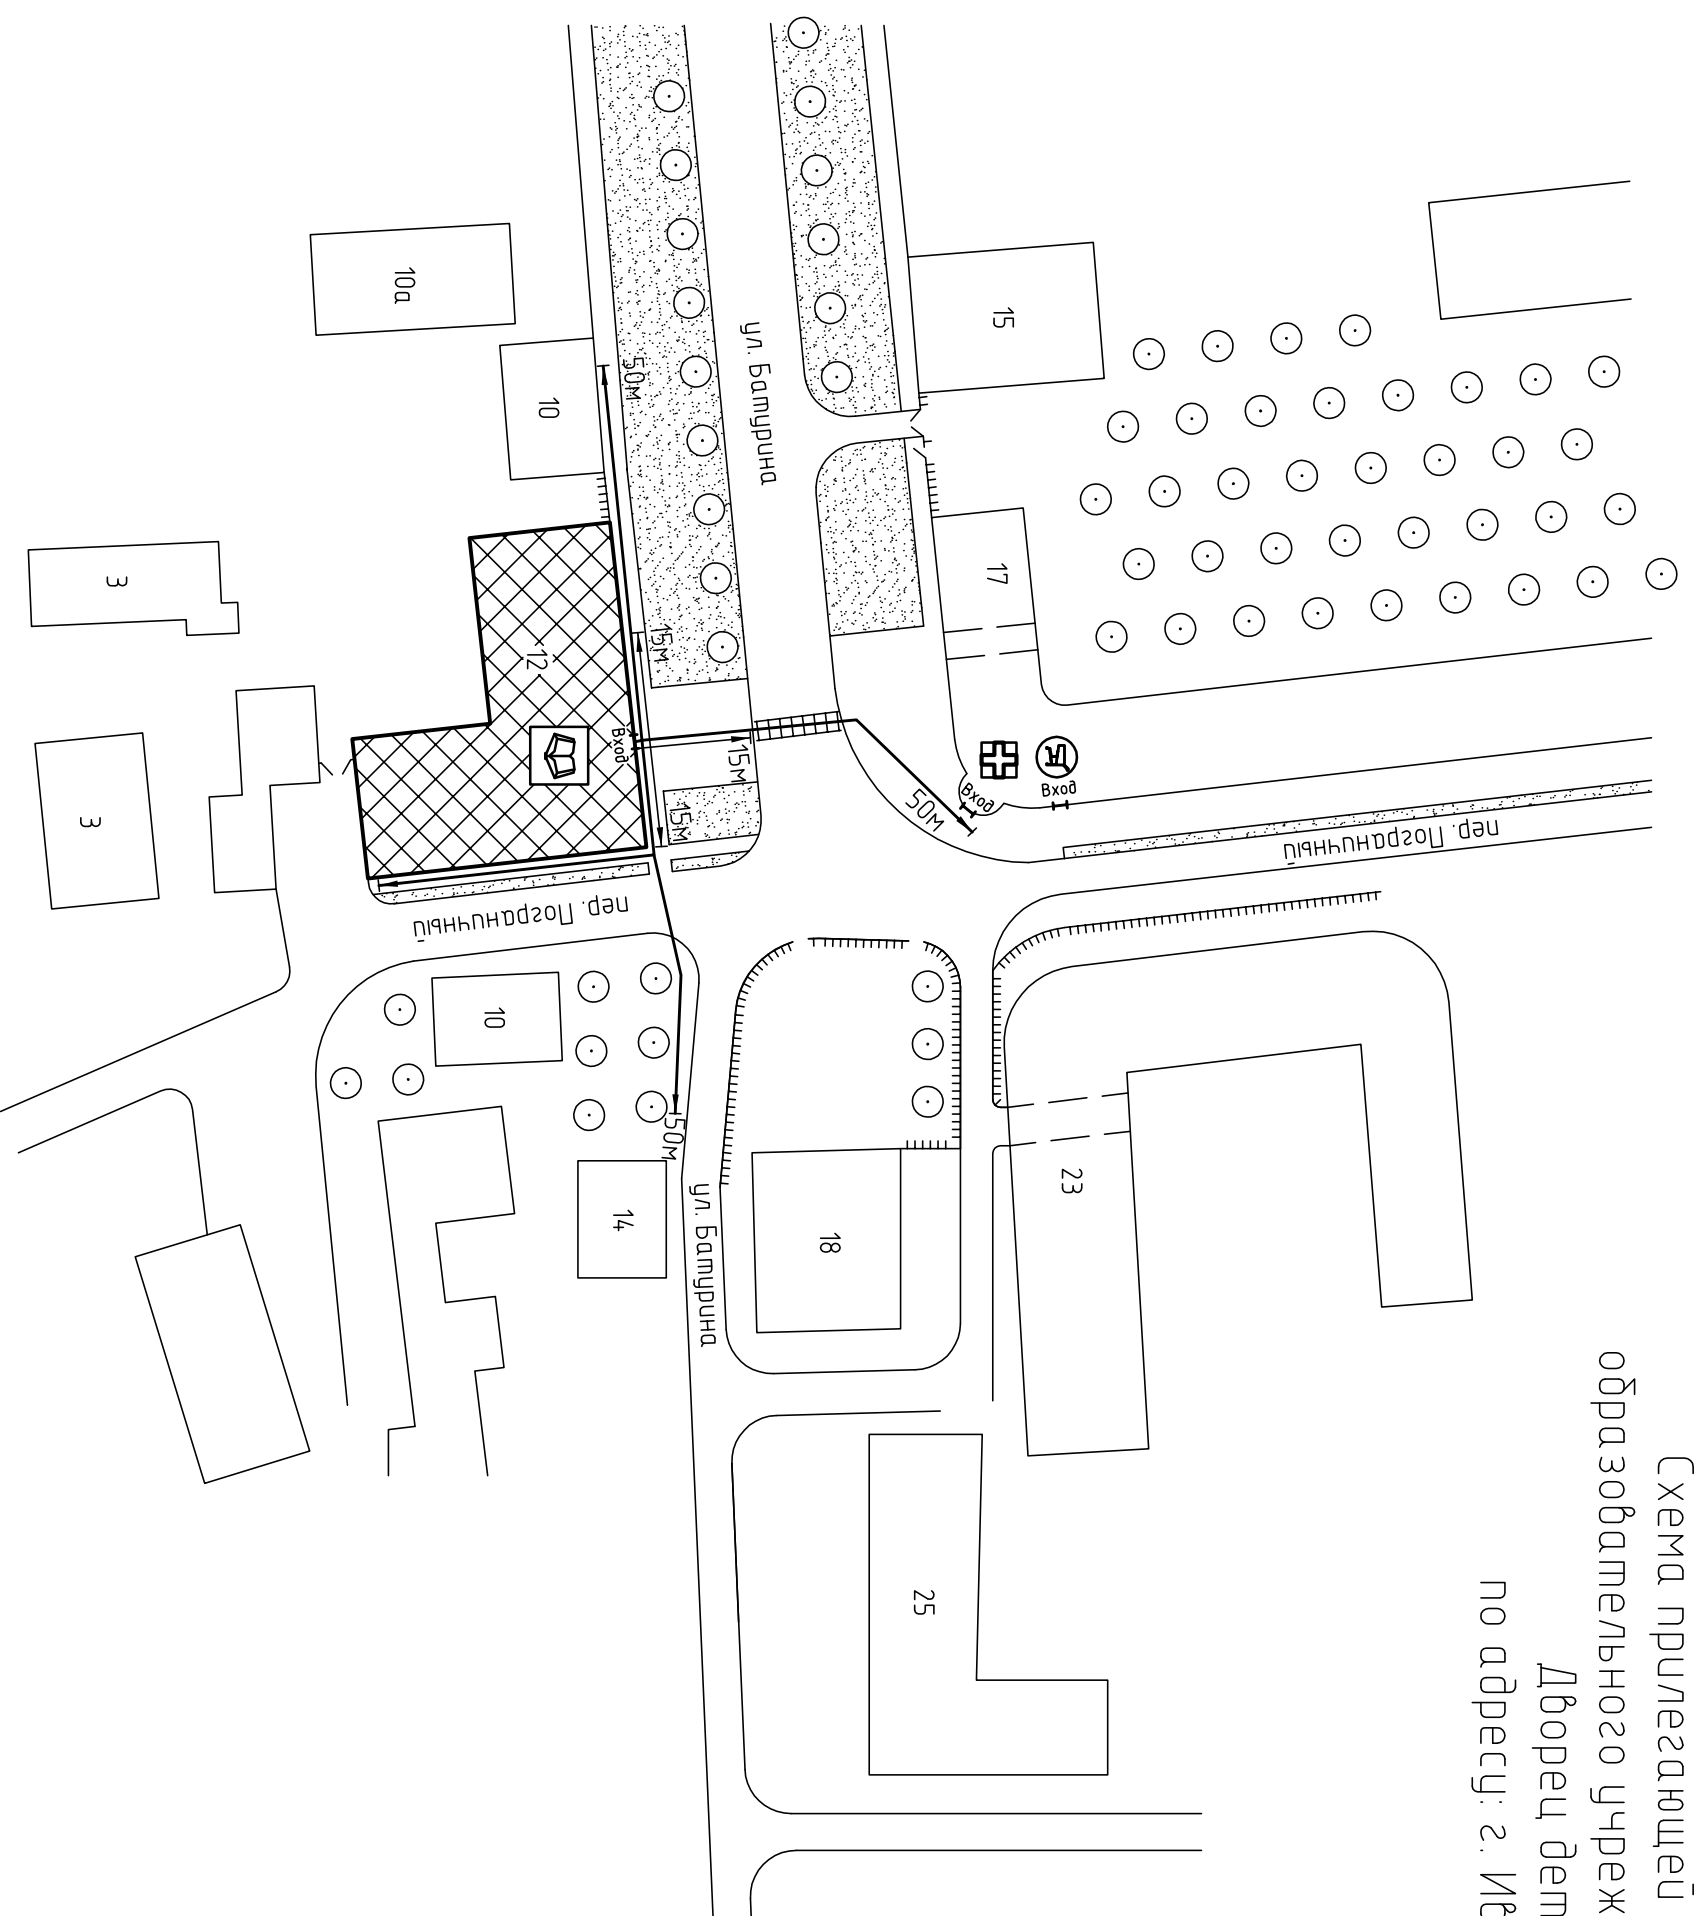 Схема прилегающей
образовательного учреж
Дворец дет
по адресу: г. Ив
15
10а
ул. Батурина
50м
10
17
3
15м
12
Вход
15м
Вход
Вход
50м
15м
3
пер. Пограничный
пер. Пограничный
10
50м
23
14
18
ул. Батурина
25